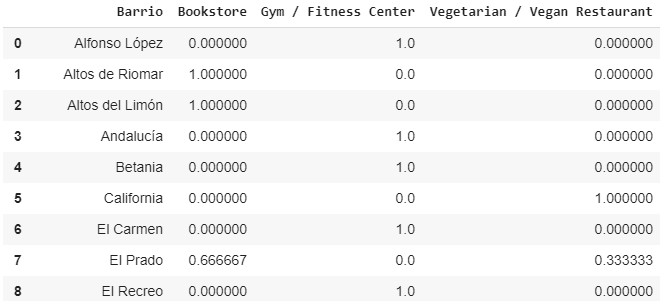 Barrio Bookstore Gym / Fitness Center Vegetarian / Vegan Restaurant
0 Alfonso López 0.000000 1.0 0.000000
1 Altos de Riomar 1.000000 0.0 0.000000
2 Altos del Limón 1.000000 0.0 0.000000
3 Andalucía 0.000000 1.0 0.000000
4 Betania 0.000000 1.0 0.000000
5 California 0.000000 0.0 1.000000
6 El Carmen 0.000000 1.0 0.000000
7 El Prado 0.666667 0.0 0.333333
8 El Recreo 0.000000 1.0 0.000000